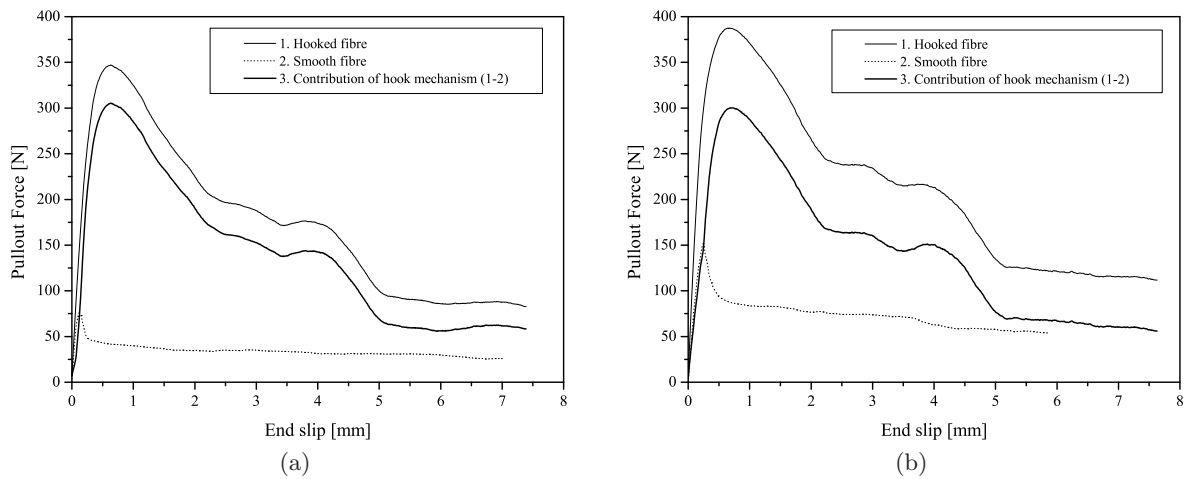 400
350
300
250
200
150
100
50
0
Pullout Force [N]
1. Hooked fibre
2. Smooth fibre
3. Contribution of hook mechanism (1-2)
0 1 2 3 4 5 6 7 8
End slip [mm]
(a)
400
350
300
250
200
150
100
50
0
Pullout Force [N]
1. Hooked fibre
2. Smooth fibre
3. Contribution of hook mechanism (1-2)
0 1 2 3 4 5 6 7 8
End slip [mm]
(b)